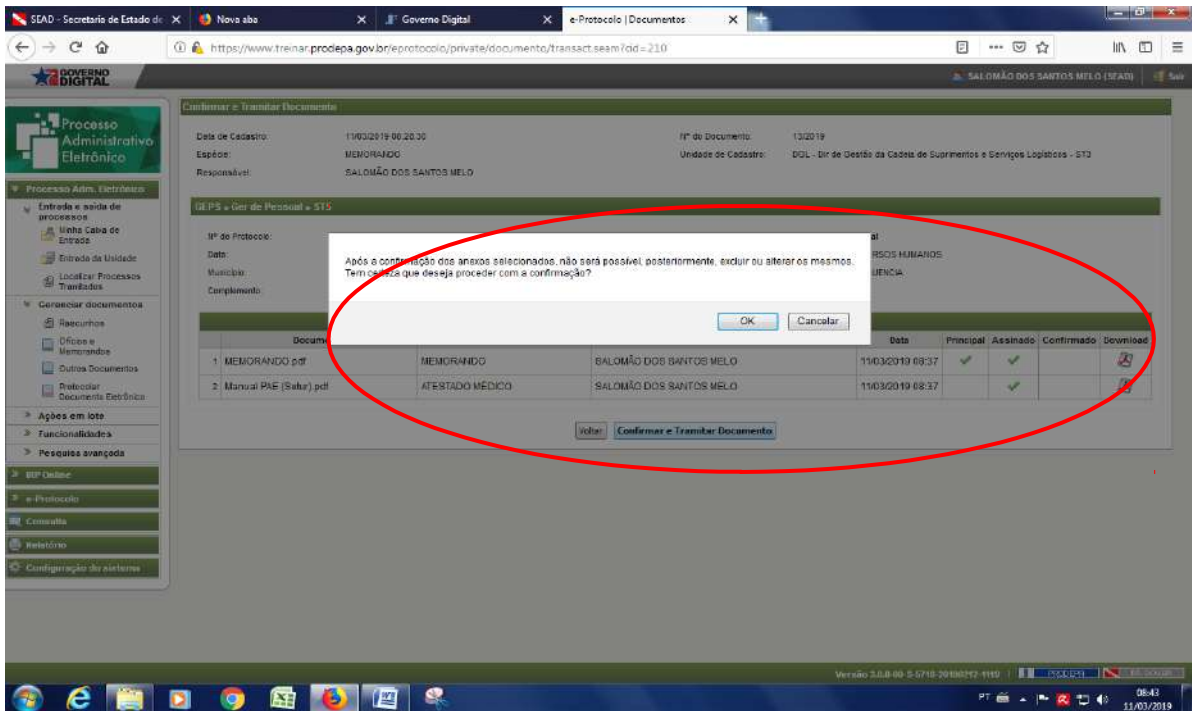 SEAD - Secretaria de Estado de
Nova aba
Governo Digital
e-Protocolo | Documentos
https://www.treinar.prodepa.gov.br/eprotocolo/private/documento/transact.seam?cid=210
GOVERNO
DIGITAL
SALOMÃO DOS SANTOS MELO (SEAD)
Sair
Processo
Administrativo
Eletrônico
Processo Adm. Eletrônico
Entrada e saída de
processos
Minha Caixa de
Entrada
Entrada da Unidade
Localizar Processos
Tramitados
Gerenciar documentos
Rascunhos
Ofícios e
Memorandos
Outros Documentos
Protocolar
Documento Eletrônico
Ações em lote
Funcionalidades
Pesquisa avançada
IIP Online
e-Protocolo
Consulta
Relatório
Configuração do sistema
Confirmar e Tramitar Documento
Data de Cadastro: 11/03/2019 08:28:30 Nº do Documento: 13/2019
Espécie: MEMORANDO Unidade de Cadastro: DGL - Dir de Gestão da Cadeia de Suprimentos e Serviços Logísticos - ST3
Responsável: SALOMÃO DOS SANTOS MELO
GEPS - Ger de Pessoal - STS
Nº do Protocolo:
Data: RSOS HUMANOS
Município: UENCIA
Complemento:
Após a confirmação dos anexos selecionados, não será possível, posteriormente, excluir ou alterar os mesmos.
Tem certeza que deseja proceder com a confirmação?
OK Cancelar
Docume Data Principal Assinado Confirmado Download
1 MEMORANDO.pdf MEMORANDO SALOMÃO DOS SANTOS MELO 11/03/2019 08:37
2 Manual PAE (Setur).pdf ATESTADO MÉDICO SALOMÃO DOS SANTOS MELO 11/03/2019 08:37
Voltar Confirmar e Tramitar Documento
PRODEPA
PT
08:43
11/03/2019